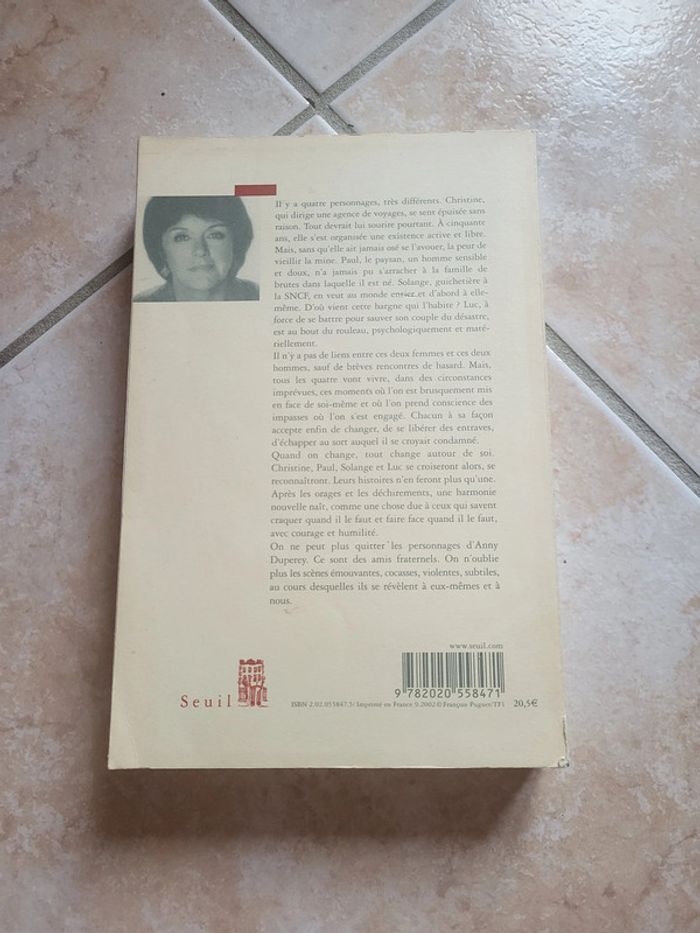 Il y a quatre personnages, très différents. Christine,
qui dirige une agence de voyages, se sent épuisée sans
raison. Tout devrait lui sourire pourtant. À cinquante
ans, elle s'est organisée une existence active et libre.
Mais, sans qu'elle ait jamais osé se l'avouer, la peur de
vieillir la mine. Paul, le paysan, un homme sensible
et doux, n'a jamais pu s'arracher à la famille de
brutes dans laquelle il est né. Solange, guichetière à
la SNCF, en veut au monde entier et d'abord à elle-
même. D'où vient cette hargne qui l'habite ? Luc, à
force de se battre pour sauver son couple du désastre,
est au bout du rouleau, psychologiquement et maté-
riellement.
Il n'y a pas de liens entre ces deux femmes et ces deux
hommes, sauf de brèves rencontres de hasard. Mais,
tous les quatre vont vivre, dans des circonstances
imprévues, ces moments où l'on est brusquement mis
en face de soi-même et où l'on prend conscience des
impasses où l'on s'est engagé. Chacun à sa façon
accepte enfin de changer, de se libérer des entraves,
d'échapper au sort auquel il se croyait condamné.
Quand on change, tout change autour de soi.
Christine, Paul, Solange et Luc se croiseront alors, se
reconnaîtront. Leurs histoires n'en feront plus qu'une.
Après les orages et les déchirements, une harmonie
nouvelle naît, comme une chose due à ceux qui savent
craquer quand il le faut et faire face quand il le faut,
avec courage et humilité.
On ne peut plus quitter les personnages d'Anny
Duperey. Ce sont des amis fraternels. On n'oublie
plus les scènes émouvantes, cocasses, violentes, subtiles,
au cours desquelles ils se révèlent à eux-mêmes et à
nous.
www.seuil.com
9 782020 558471
Seuil
ISBN 2.02.055847.5/ Imprimé en France 9.2002 © François Pugnet/TF1 20,5€